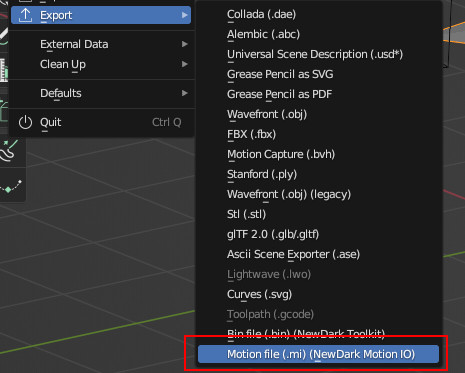 Export
External Data
Clean Up
Defaults
Quit Ctrl Q
Collada (.dae)
Alembic (.abc)
Universal Scene Description (.usd*)
Grease Pencil as SVG
Grease Pencil as PDF
Wavefront (.obj)
FBX (.fbx)
Motion Capture (.bvh)
Stanford (.ply)
Wavefront (.obj) (legacy)
Stl (.stl)
glTF 2.0 (.glb/.gltf)
Ascii Scene Exporter (.ase)
Lightwave (.lwo)
Curves (.svg)
Toolpath (.gcode)
Bin file (.bin) (NewDark Toolkit)
Motion file (.mi) (NewDark Motion IO)